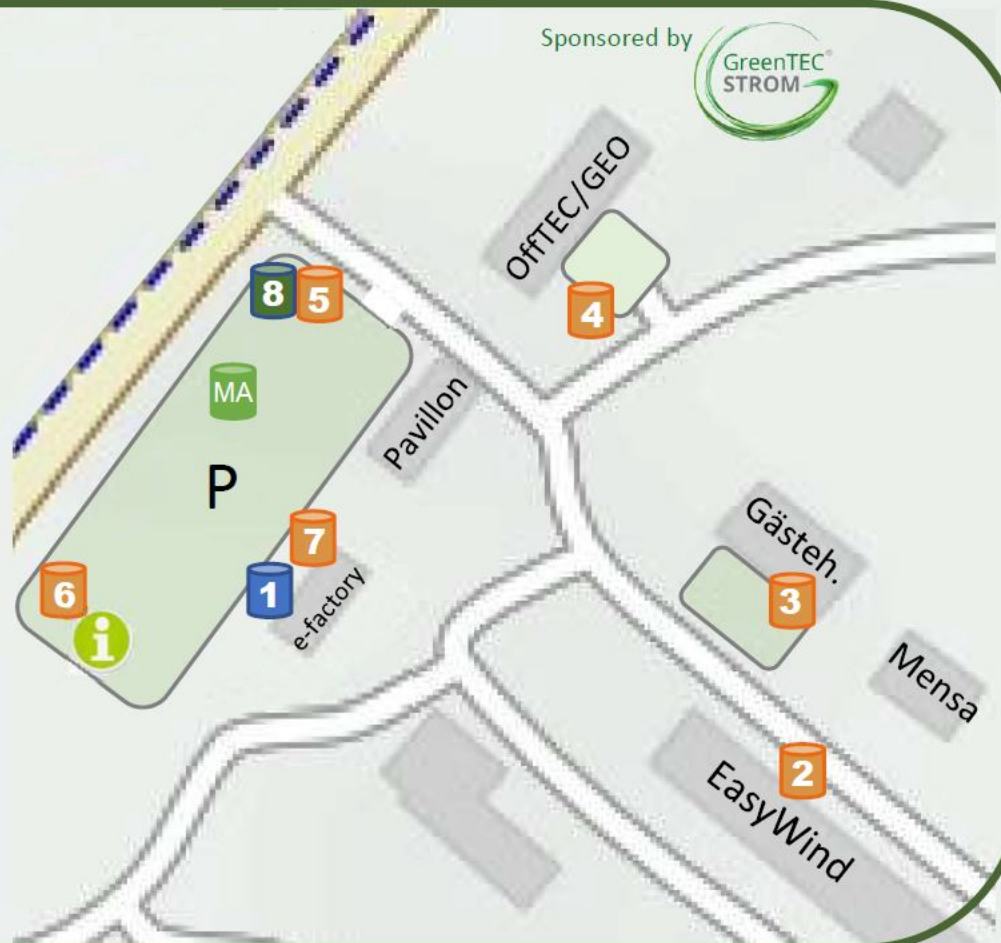 Sponsored by
GreenTEC®
STROM
OffTEC/GEO
8
5
4
MA
Pavillon
P
7
Gästeh.
6
1
3
i
e-factory
Mensa
2
EasyWind